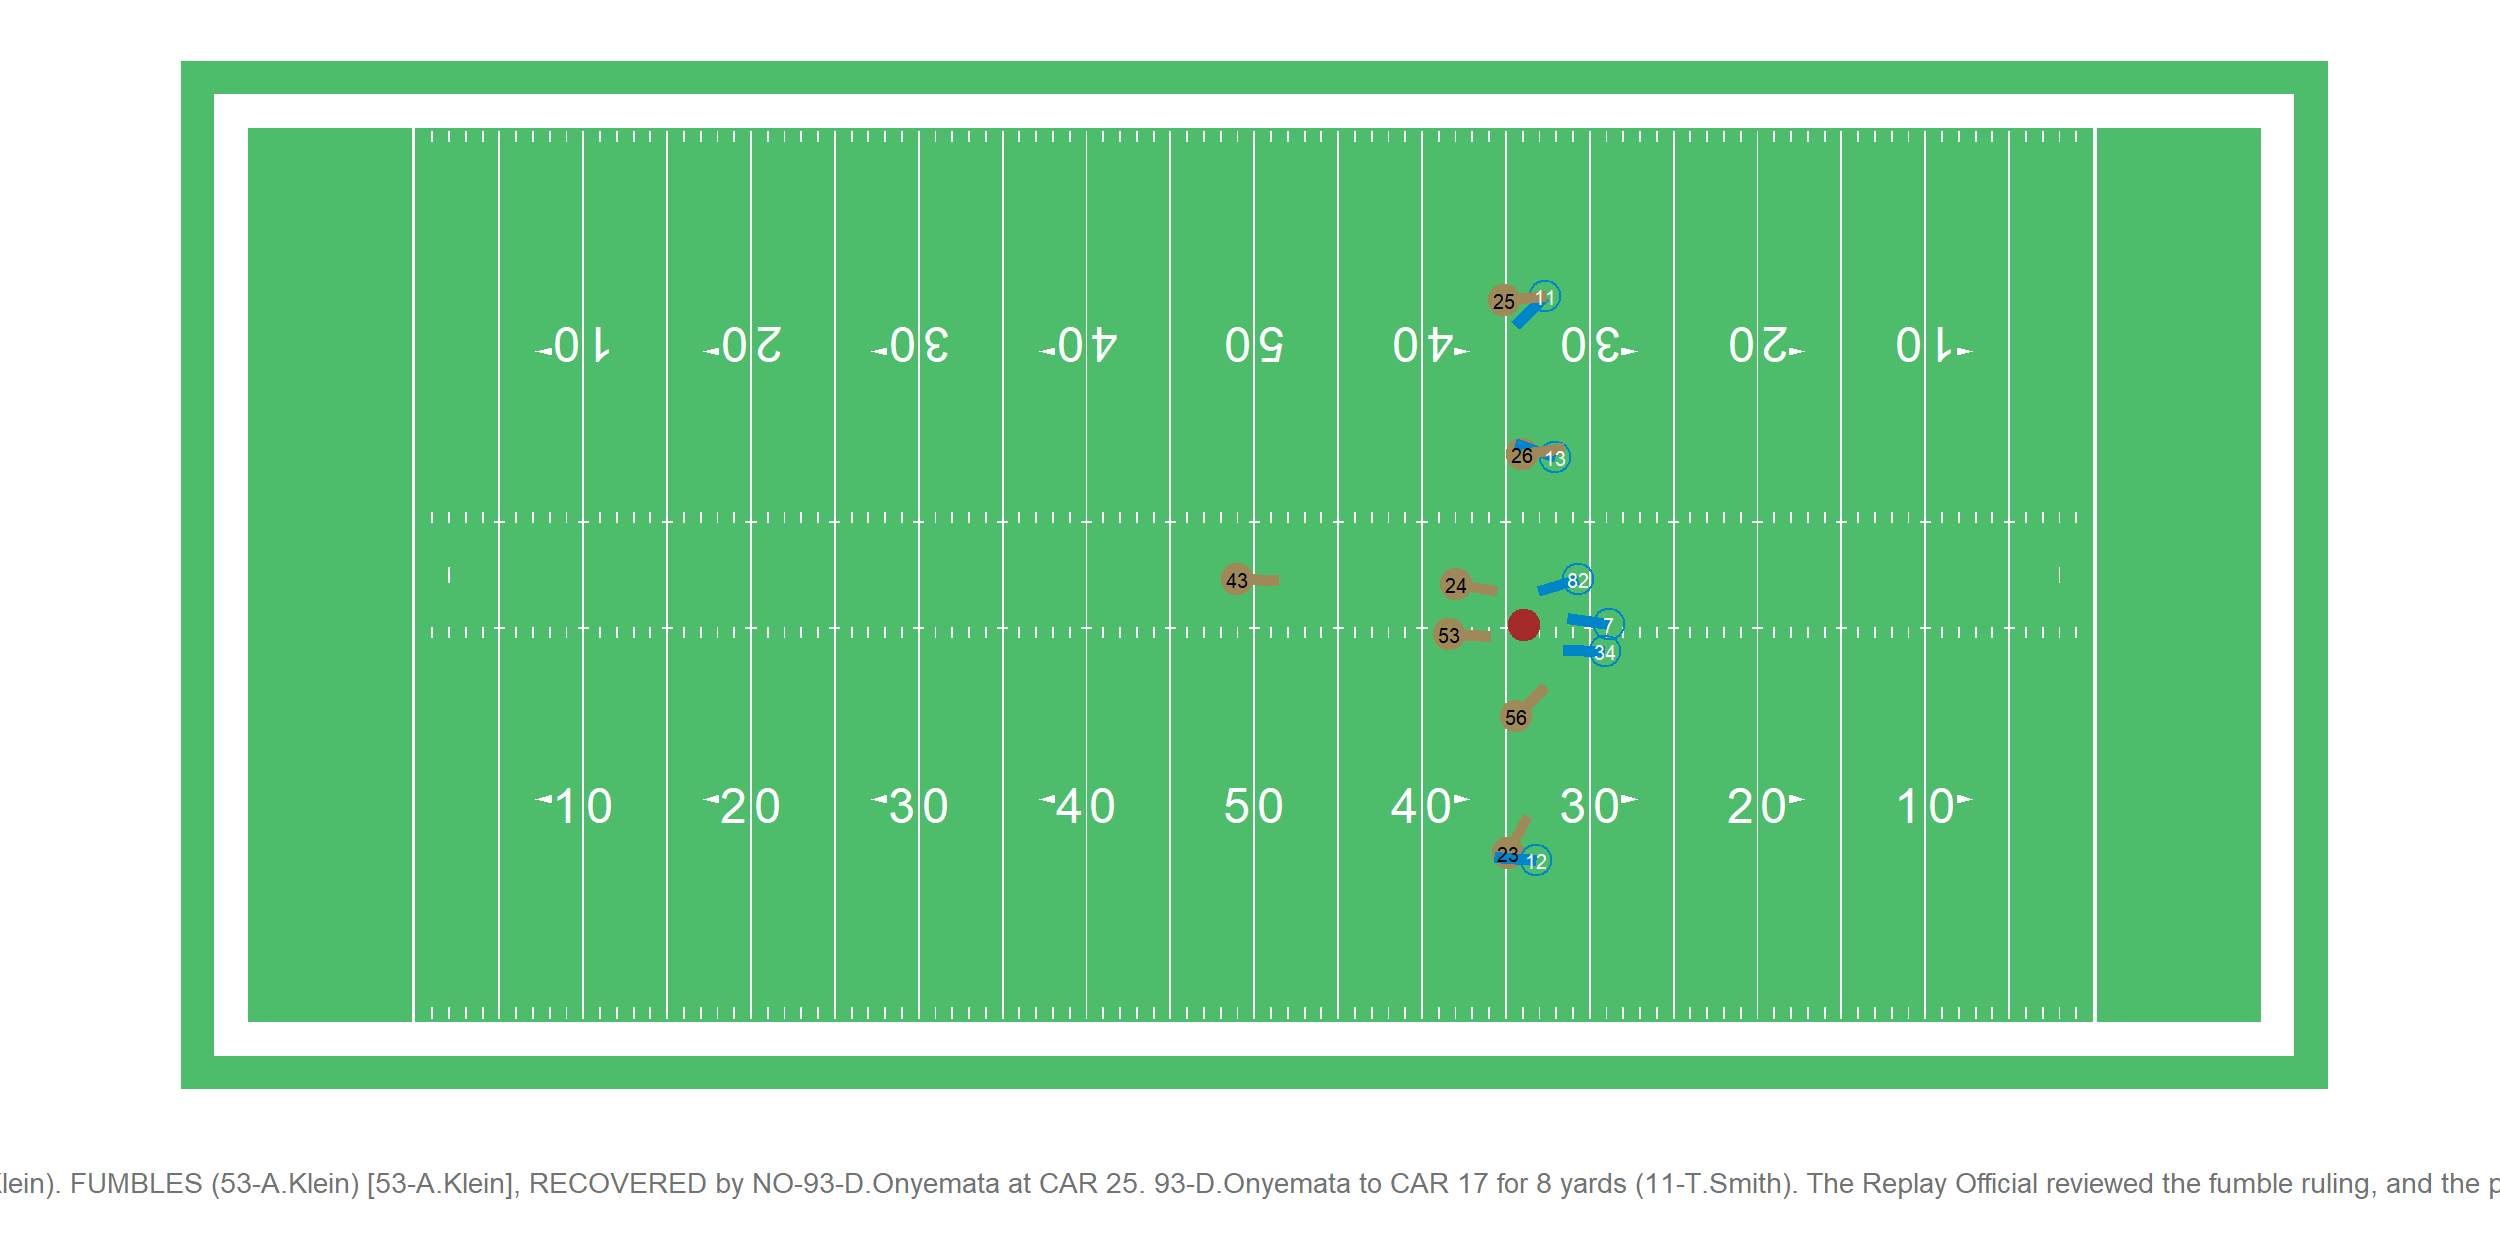 25 11
10 20 30 40 50 40 30 20 10
26 13
43 24 82
53 7
34
56
10 20 30 40 50 40 30 20 10
23 12
lein). FUMBLES (53-A.Klein) [53-A.Klein], RECOVERED by NO-93-D.Onyemata at CAR 25. 93-D.Onyemata to CAR 17 for 8 yards (11-T.Smith). The Replay Official reviewed the fumble ruling, and the p